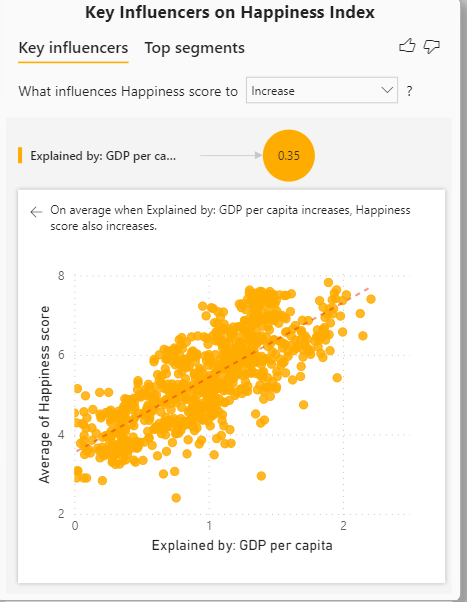 Key Influencers on Happiness Index
Key influencers Top segments
What influences Happiness score to Increase ?
Explained by: GDP per ca... 0.35
On average when Explained by: GDP per capita increases, Happiness
score also increases.
Average of Happiness score
8
6
4
2
0 1 2
Explained by: GDP per capita